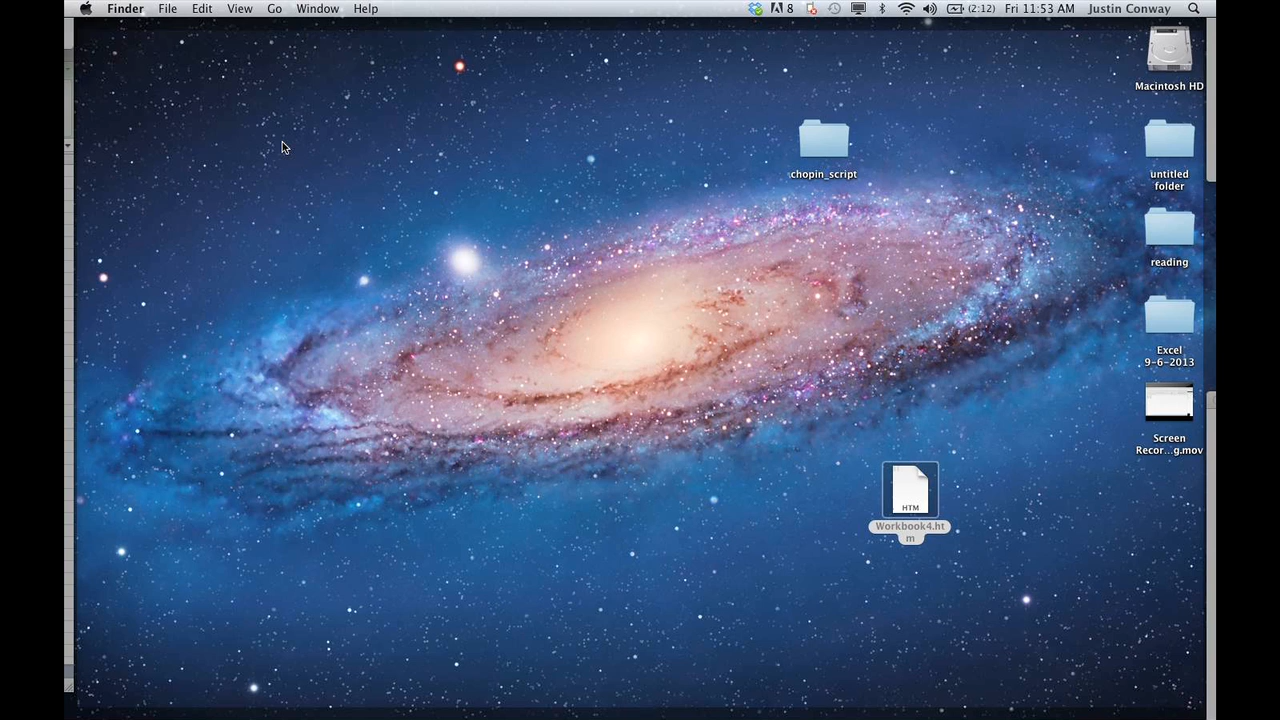 Finder File Edit View Go Window Help 8 (2:12) Fri 11:53 AM Justin Conway
Macintosh HD
chopin_script
untitled
folder
reading
Excel
9-6-2013
Screen
Recor...g.mov
HTM
Workbook4.ht
m